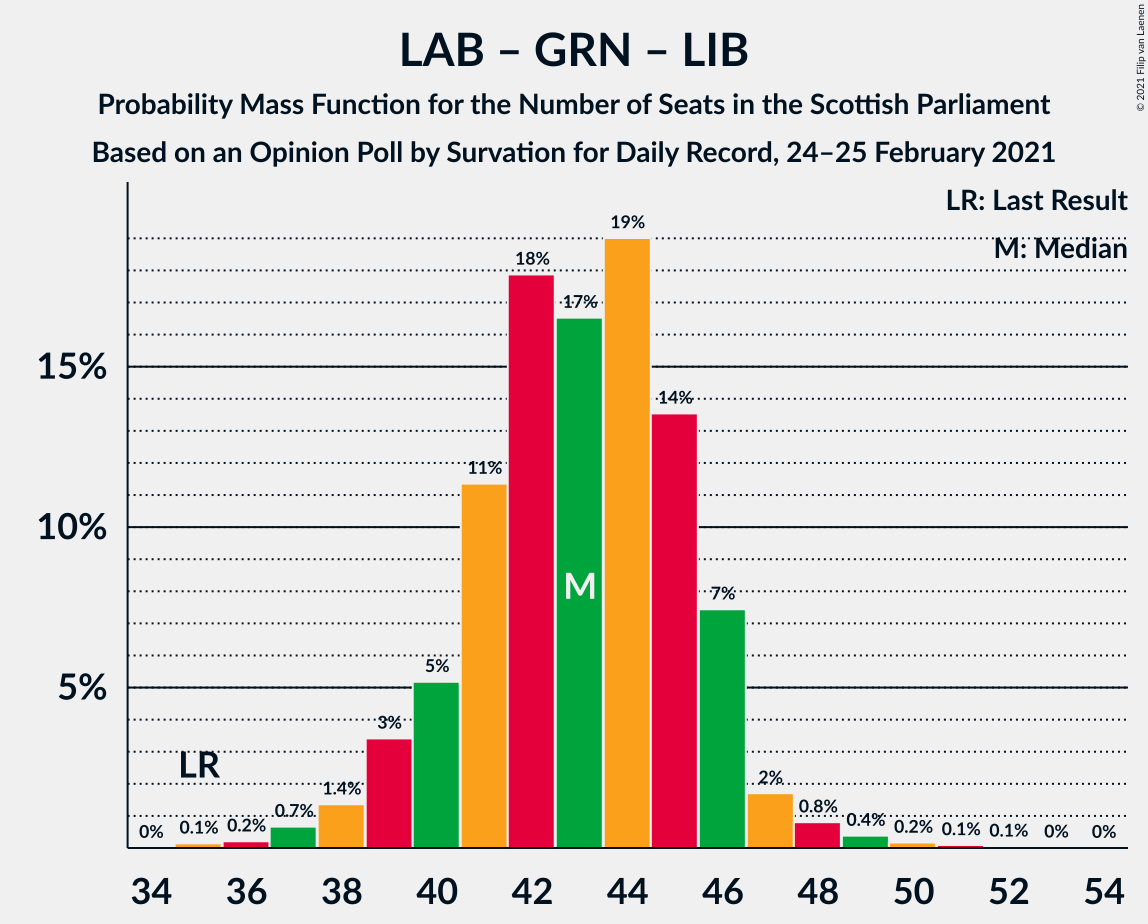 LAB – GRN – LIB
Probability Mass Function for the Number of Seats in the Scottish Parliament
Based on an Opinion Poll by Survation for Daily Record, 24–25 February 2021
© 2021 Filip van Laenen
LR: Last Result
M: Median
15%
10%
5%
0%
0.1%
0.2%
0.7%
1.4%
3%
5%
11%
18%
17%
19%
14%
7%
2%
0.8%
0.4%
0.2%
0.1%
0.1%
0%
0%
LR
M
34 36 38 40 42 44 46 48 50 52 54